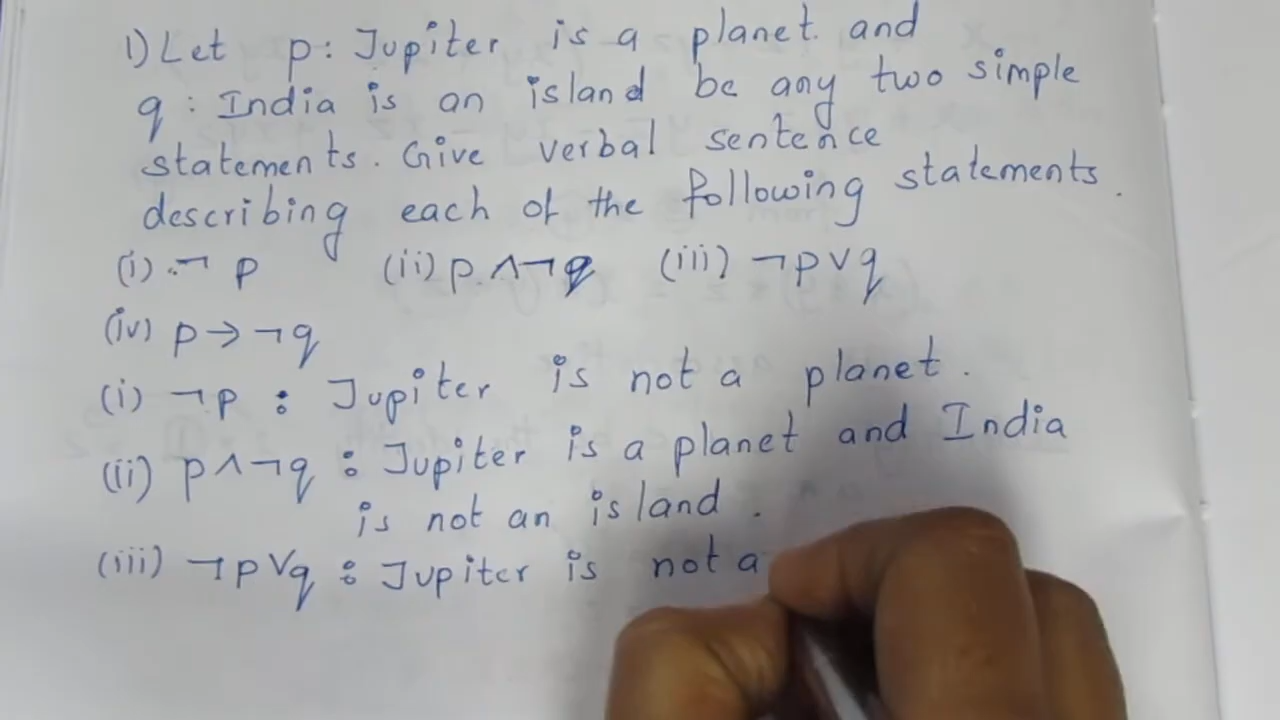 1) Let p: Jupiter is a planet. and
q : India is an island be any two simple
statements. Give verbal sentence
describing each of the following statements.
(i) ¬ p (ii) p ∧ ¬ q (iii) ¬p ∨ q
(iv) p → ¬q
(i) ¬p : Jupiter is not a planet.
(ii) p ∧ ¬q : Jupiter is a planet and India
is not an island.
(iii) ¬p ∨ q : Jupiter is not a